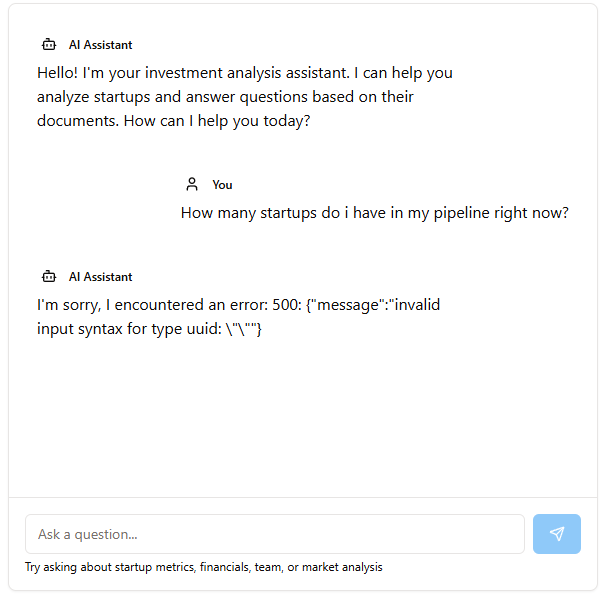 AI Assistant
Hello! I'm your investment analysis assistant. I can help you
analyze startups and answer questions based on their
documents. How can I help you today?
You
How many startups do i have in my pipeline right now?
AI Assistant
I'm sorry, I encountered an error: 500: {"message":"invalid
input syntax for type uuid: \"\""}
Ask a question...
Try asking about startup metrics, financials, team, or market analysis